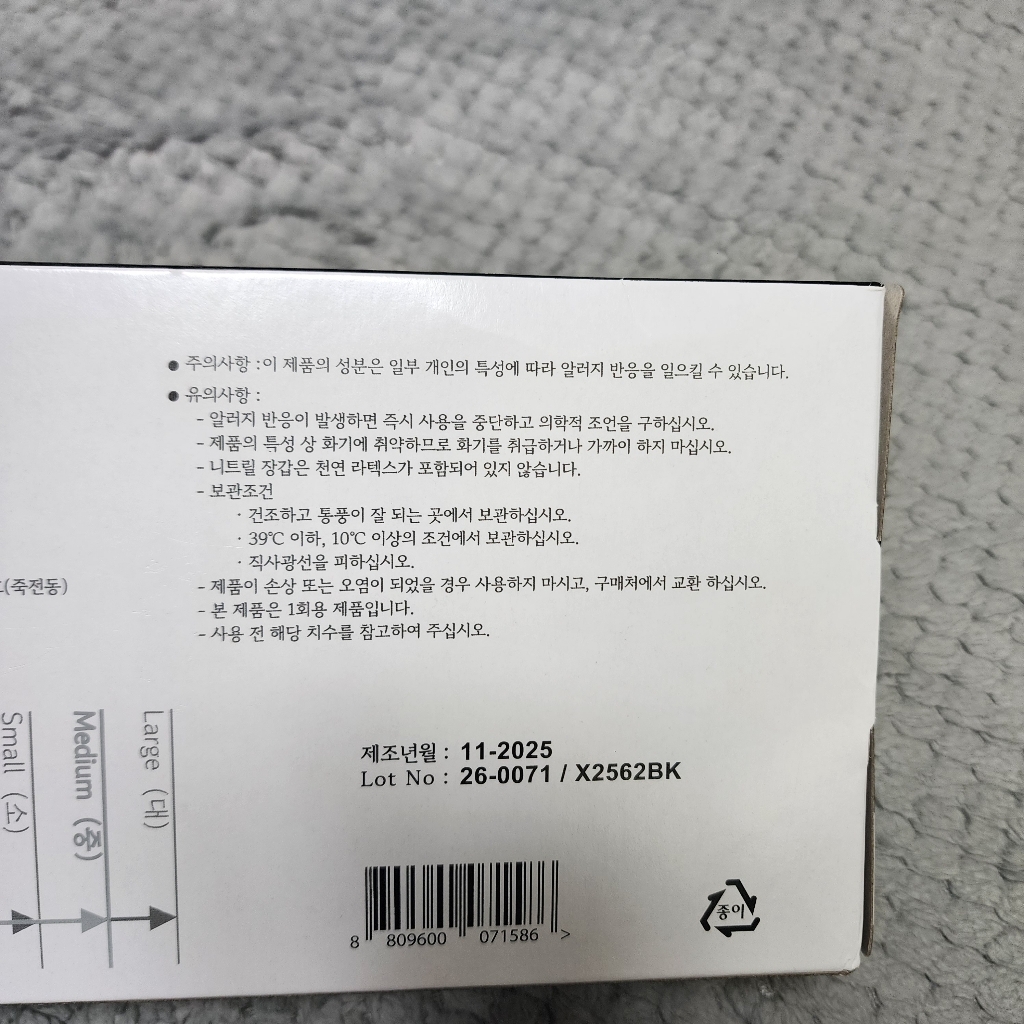 ● 주의사항 :이 제품의 성분은 일부 개인의 특성에 따라 알러지 반응을 일으킬 수 있습니다.
● 유의사항 :
- 알러지 반응이 발생하면 즉시 사용을 중단하고 의학적 조언을 구하십시오.
- 제품의 특성 상 화기에 취약하므로 화기를 취급하거나 가까이 하지 마십시오.
- 니트릴 장갑은 천연 라텍스가 포함되어 있지 않습니다.
- 보관조건
· 건조하고 통풍이 잘 되는 곳에서 보관하십시오.
· 39℃ 이하, 10℃ 이상의 조건에서 보관하십시오.
· 직사광선을 피하십시오.
- 제품이 손상 또는 오염이 되었을 경우 사용하지 마시고, 구매처에서 교환 하십시오.
- 본 제품은 1회용 제품입니다.
- 사용 전 해당 치수를 참고하여 주십시오.
(죽전동)
Small (소)
Medium (중)
Large (대)
제조년월 : 11-2025
Lot No : 26-0071 / X2562BK
8 809600 071586 >
종이